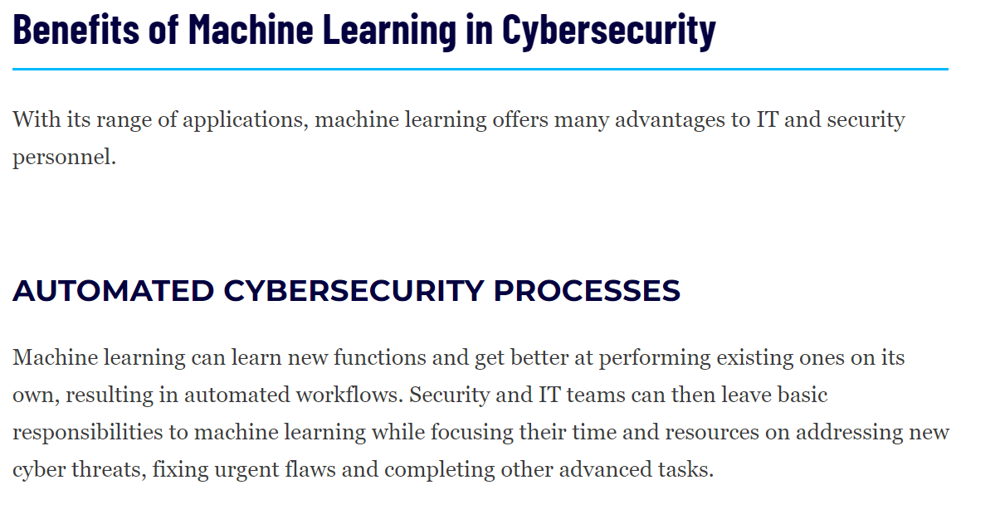 Benefits of Machine Learning in Cybersecurity
With its range of applications, machine learning offers many advantages to IT and security
personnel.
AUTOMATED CYBERSECURITY PROCESSES
Machine learning can learn new functions and get better at performing existing ones on its
own, resulting in automated workflows. Security and IT teams can then leave basic
responsibilities to machine learning while focusing their time and resources on addressing new
cyber threats, fixing urgent flaws and completing other advanced tasks.